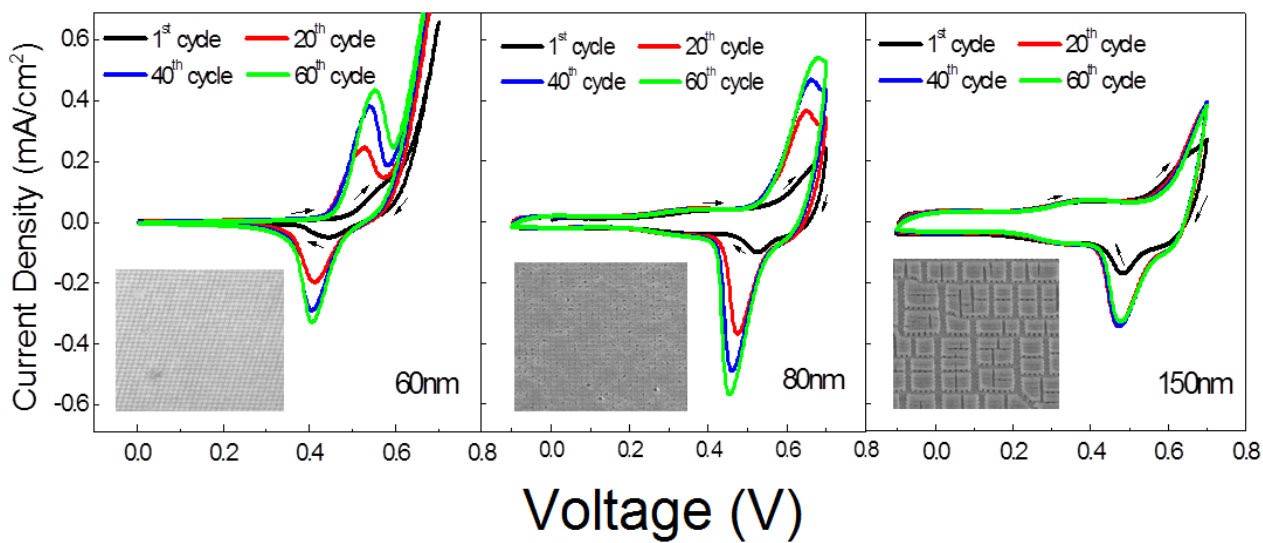 Current Density (mA/cm²)
0.6
0.4
0.2
0.0
-0.2
-0.4
-0.6
1st cycle 20th cycle
40th cycle 60th cycle
60nm
0.0 0.2 0.4 0.6 0.8
1st cycle 20th cycle
40th cycle 60th cycle
80nm
0.0 0.2 0.4 0.6 0.8
1st cycle 20th cycle
40th cycle 60th cycle
150nm
0.0 0.2 0.4 0.6 0.8
Voltage (V)